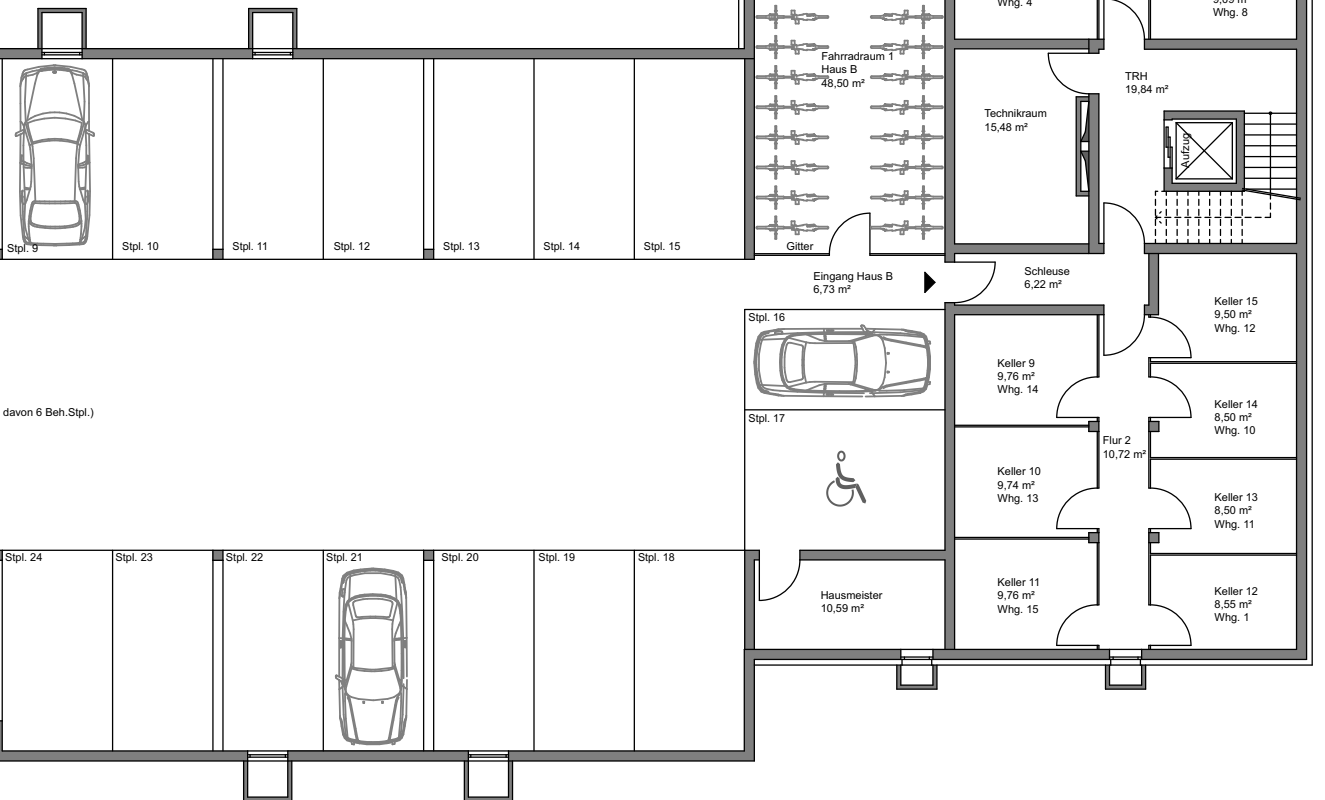 Whg. 4
9,09 m²
Whg. 8
Fahrradraum 1
Haus B
48,50 m²
TRH
19,84 m²
Technikraum
15,48 m²
Aufzug
Stpl. 9
Stpl. 10
Stpl. 11
Stpl. 12
Stpl. 13
Stpl. 14
Stpl. 15
Gitter
Eingang Haus B
6,73 m²
Schleuse
6,22 m²
Keller 15
9,50 m²
Whg. 12
Stpl. 16
Keller 9
9,76 m²
Whg. 14
davon 6 Beh.Stpl.)
Stpl. 17
Keller 14
8,50 m²
Whg. 10
Flur 2
10,72 m²
Keller 10
9,74 m²
Whg. 13
Keller 13
8,50 m²
Whg. 11
Stpl. 24
Stpl. 23
Stpl. 22
Stpl. 21
Stpl. 20
Stpl. 19
Stpl. 18
Hausmeister
10,59 m²
Keller 11
9,76 m²
Whg. 15
Keller 12
8,55 m²
Whg. 1